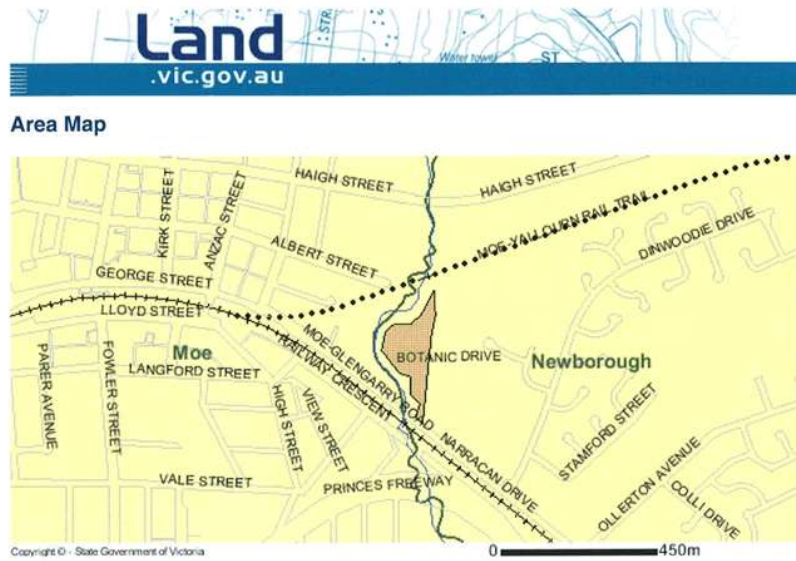 Land
.vic.gov.au
Water tower
ST
STR
Area Map
HAIGH STREET
HAIGH STREET
KIRK STREET
ANZAC STREET
MOE-YALLOURN RAIL TRAIL
DINWOODIE DRIVE
ALBERT STREET
GEORGE STREET
LLOYD STREET
Moe
MOE-GLENGARRY ROAD
RAILWAY CRESCENT
BOTANIC DRIVE
Newborough
PARER AVENUE
FOWLER STREET
LANGFORD STREET
HIGH STREET
VIEW STREET
NARRACAN DRIVE
STAMFORD STREET
VALE STREET
PRINCES FREEWAY
OLLERTON AVENUE
COLLI DRIVE
Copyright © - State Government of Victoria
0 450m